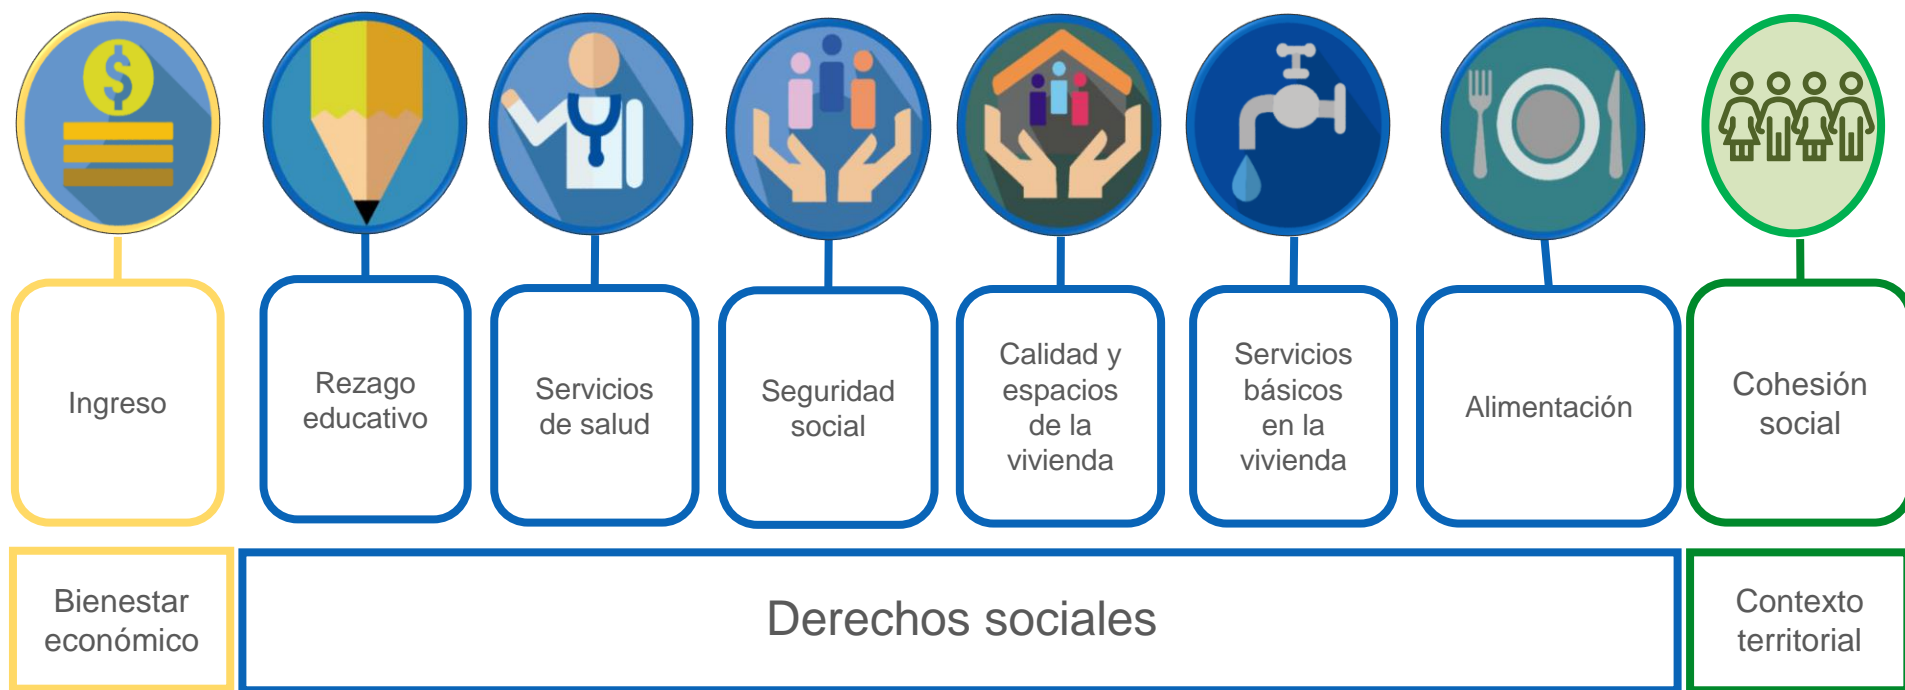 $
Ingreso
Rezago
educativo
Servicios
de salud
Seguridad
social
Calidad y
espacios
de la
vivienda
Servicios
básicos
en la
vivienda
Alimentación
Cohesión
social
Bienestar
económico
Derechos sociales
Contexto
territorial